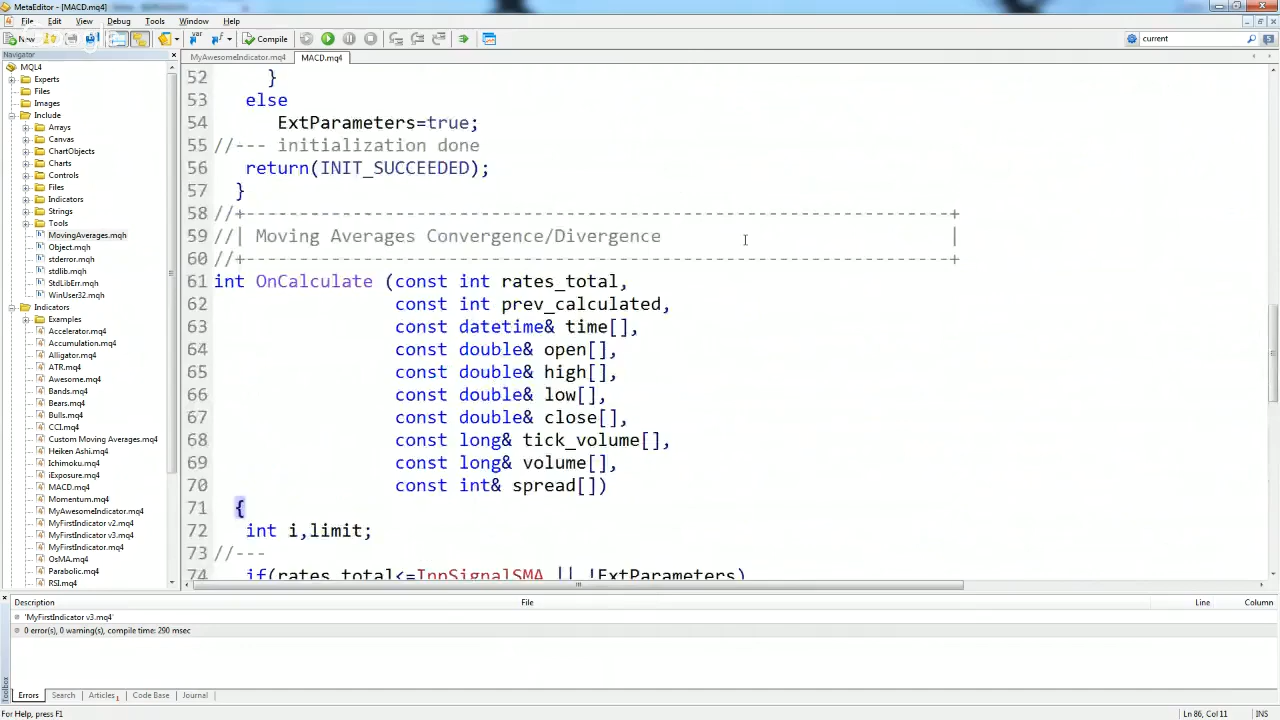 MetaEditor - [MACD.mq4]
File Edit View Debug Tools Window Help
New Compile current 5
Navigator
MyAwesomeIndicator.mq4 MACD.mq4
MQL4
Experts
Files
Images
Include
Arrays
Canvas
ChartObjects
Charts
Controls
Files
Indicators
Strings
Tools
MovingAverages.mqh
Object.mqh
stderror.mqh
stdlib.mqh
StdLibErr.mqh
WinUser32.mqh
Indicators
Examples
Accelerator.mq4
Accumulation.mq4
Alligator.mq4
ATR.mq4
Awesome.mq4
Bands.mq4
Bears.mq4
Bulls.mq4
CCI.mq4
Custom Moving Averages.mq4
Heiken Ashi.mq4
Ichimoku.mq4
iExposure.mq4
MACD.mq4
Momentum.mq4
MyAwesomeIndicator.mq4
MyFirstIndicator v2.mq4
MyFirstIndicator v3.mq4
MyFirstIndicator.mq4
OsMA.mq4
Parabolic.mq4
RSI.mq4
52 }
53 else
54 ExtParameters=true;
55 //--- initialization done
56 return(INIT_SUCCEEDED);
57 }
58 //+------------------------------------------------------------------+
59 //| Moving Averages Convergence/Divergence |
60 //+------------------------------------------------------------------+
61 int OnCalculate (const int rates_total,
62 const int prev_calculated,
63 const datetime& time[],
64 const double& open[],
65 const double& high[],
66 const double& low[],
67 const double& close[],
68 const long& tick_volume[],
69 const long& volume[],
70 const int& spread[])
71 {
72 int i,limit;
73 //---
74 if(rates_total<=InpSignalSMA || !ExtParameters)
Description File Line Column
'MyFirstIndicator v3.mq4'
0 error(s), 0 warning(s), compile time: 290 msec
Toolbox
Errors Search Articles 1 Code Base Journal
For Help, press F1 Ln 86, Col 11 INS